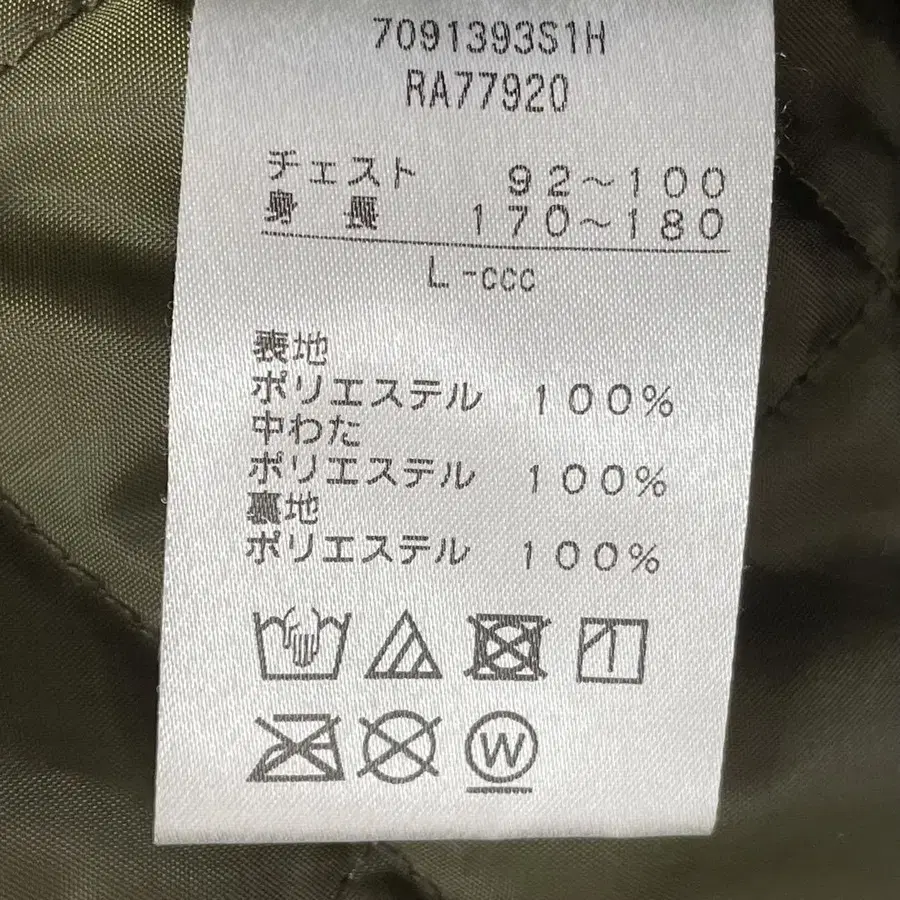 7091393S1H
RA77920
チェスト 92～100
身 長 170～180
L-ccc
表地
ポリエステル 100%
中わた
ポリエステル 100%
裏地
ポリエステル 100%
W